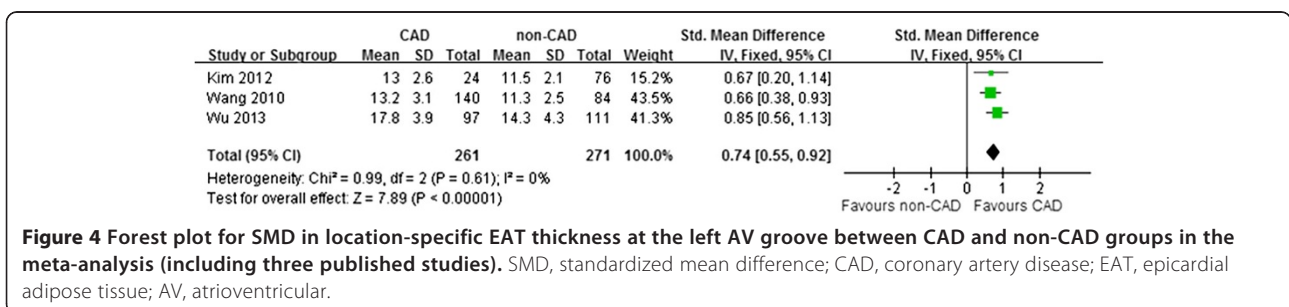 CAD non-CAD Std. Mean Difference Std. Mean Difference
Study or Subgroup Mean SD Total Mean SD Total Weight IV, Fixed, 95% CI IV, Fixed, 95% CI
Kim 2012 13 2.6 24 11.5 2.1 76 15.2% 0.67 [0.20, 1.14]
Wang 2010 13.2 3.1 140 11.3 2.5 84 43.5% 0.66 [0.38, 0.93]
Wu 2013 17.8 3.9 97 14.3 4.3 111 41.3% 0.85 [0.56, 1.13]
Total (95% CI) 261 271 100.0% 0.74 [0.55, 0.92]
Heterogeneity: Chi² = 0.99, df = 2 (P = 0.61); I² = 0%
Test for overall effect: Z = 7.89 (P < 0.00001)
-2 -1 0 1 2
Favours non-CAD Favours CAD
Figure 4 Forest plot for SMD in location-specific EAT thickness at the left AV groove between CAD and non-CAD groups in the
meta-analysis (including three published studies). SMD, standardized mean difference; CAD, coronary artery disease; EAT, epicardial
adipose tissue; AV, atrioventricular.